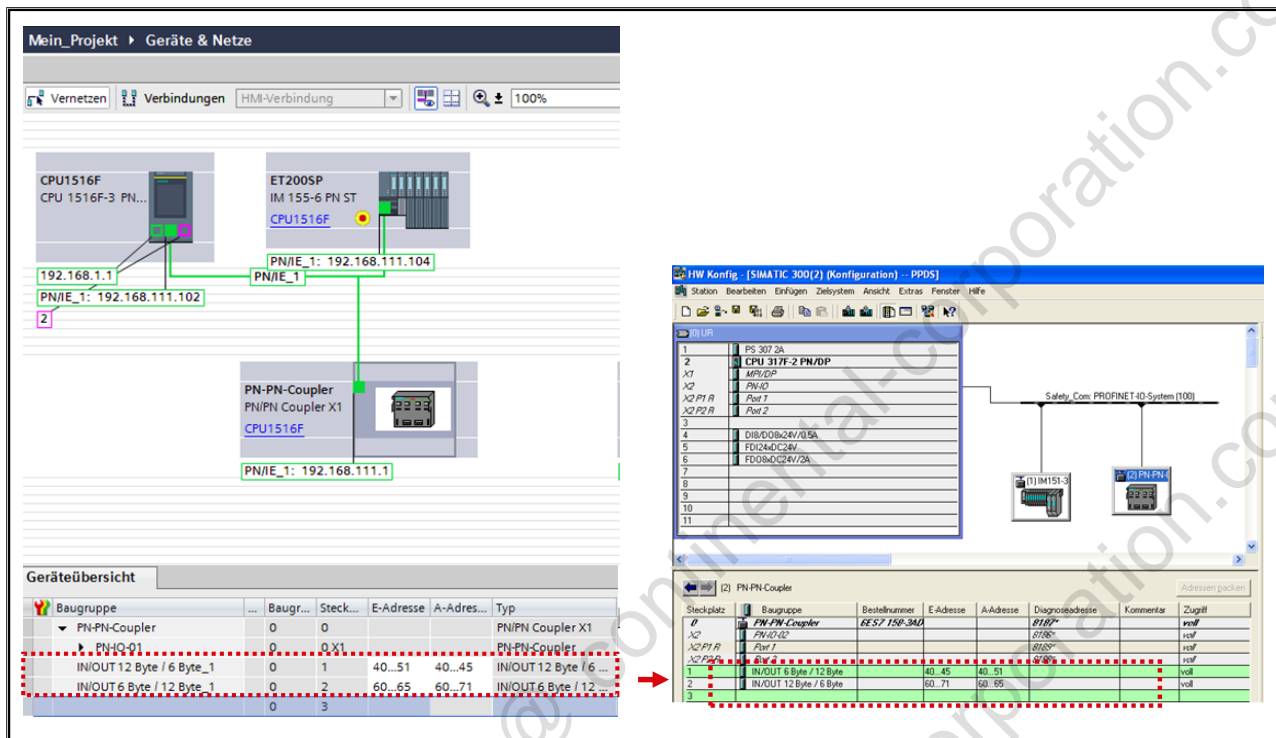 Mein_Projekt ▸ Geräte & Netze
Vernetzen Verbindungen HMI-Verbindung 100%
CPU1516F
CPU 1516F-3 PN...
ET200SP
IM 155-6 PN ST
CPU1516F
PN/IE_1: 192.168.111.104
192.168.1.1
PN/IE_1
PN/IE_1: 192.168.111.102
2
PN-PN-Coupler
PN/PN Coupler X1
CPU1516F
PN/IE_1: 192.168.111.1
Geräteübersicht
Baugruppe ... Baugr... Steck... E-Adresse A-Adres... Typ
PN-PN-Coupler 0 0 PN/PN Coupler X1
PN-IO-01 0 0 X1 PN-PN-Coupler
IN/OUT 12 Byte / 6 Byte_1 0 1 40...51 40...45 IN/OUT 12 Byte / 6 ...
IN/OUT 6 Byte / 12 Byte_1 0 2 60...65 60...71 IN/OUT 6 Byte / 12 ...
0 3
HW Konfig - [SIMATIC 300(2) (Konfiguration) -- PPDS]
Station Bearbeiten Einfügen Zielsystem Ansicht Extras Fenster Hilfe
(0) UR
1 PS 307 2A
2 CPU 317F-2 PN/DP
X1 MPI/DP
X2 PN-IO
X2 P1 R Port 1
X2 P2 R Port 2
3
4 DI8/DO8x24V/0.5A
5 FDI24xDC24V
6 FDO8xDC24V/2A
7
8
9
10
11
Safety_Com: PROFINET-IO-System (100)
(1) IM151-3
(2) PN-PN-
(2) PN-PN-Coupler
Adressen packen
Steckplatz Baugruppe Bestellnummer E-Adresse A-Adresse Diagnoseadresse Kommentar Zugriff
0 PN-PN-Coupler 6ES7 158-3AD 8187* voll
X2 PN-IO-02 8186* voll
X2 P1 R Port 1 8185* voll
X2 P2 R Port 2 voll
1 IN/OUT 6 Byte / 12 Byte 40...45 40...51 voll
2 IN/OUT 12 Byte / 6 Byte 60...71 60...65 voll
3
@ continental-corporation.com
corporation.com